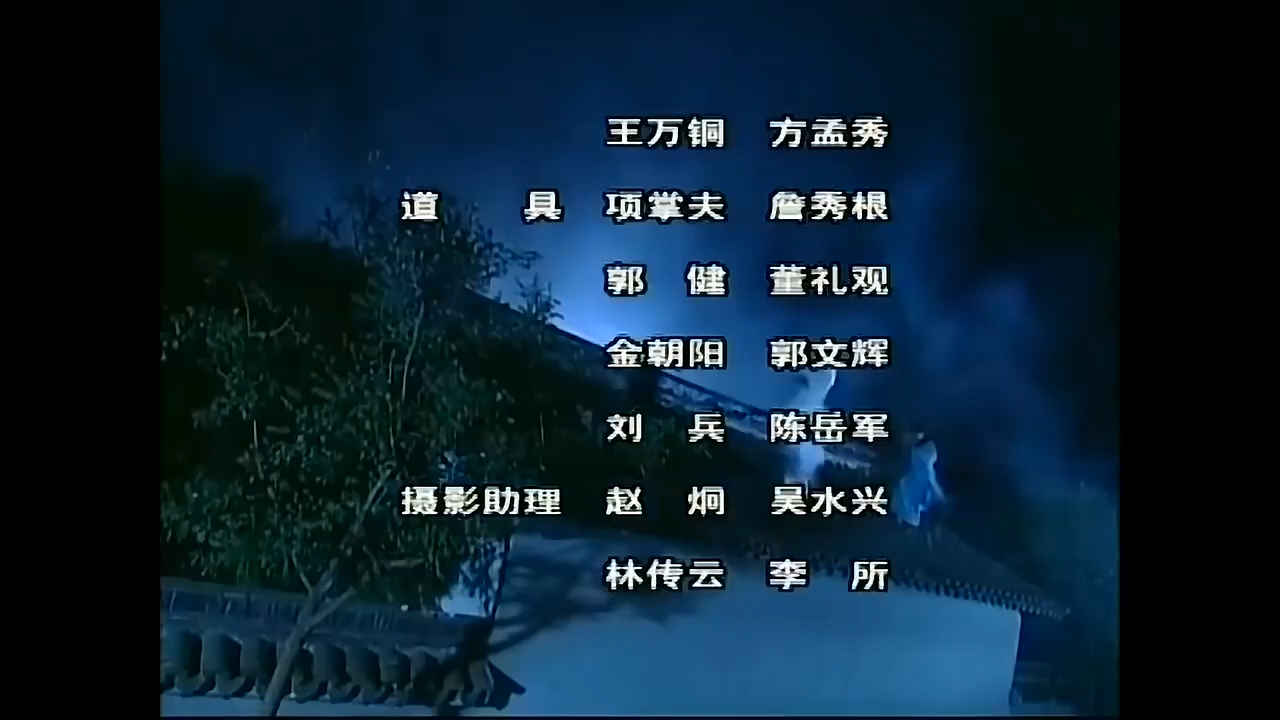 王万铜 方孟秀
道具 项掌夫 詹秀根
郭健 董礼观
金朝阳 郭文辉
刘兵 陈岳军
摄影助理 赵炯 吴水兴
林传云 李所